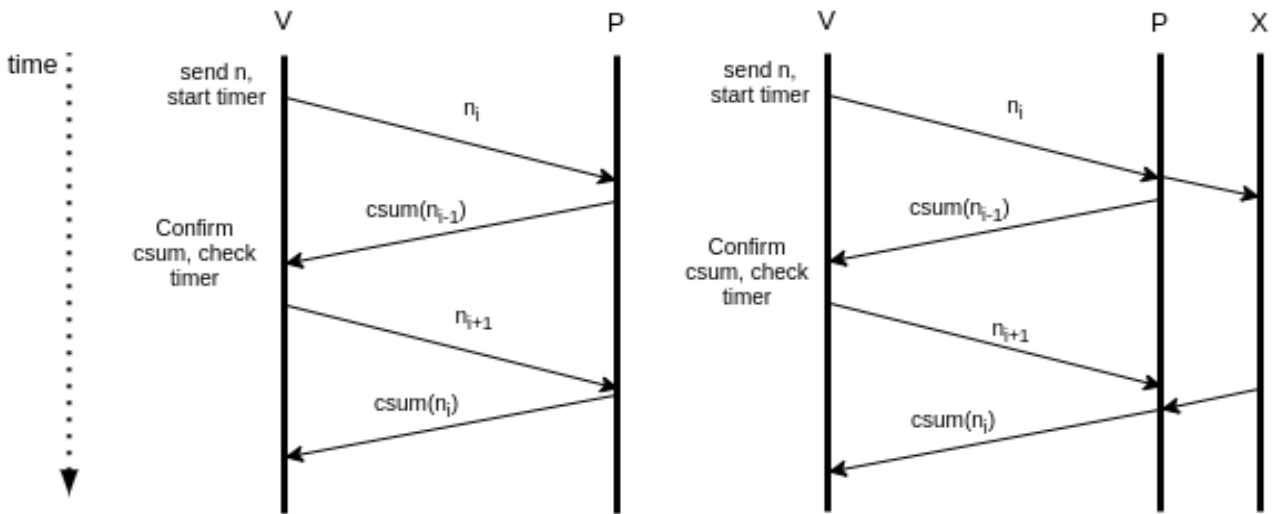 V
P
V
P
X
time
send n,
start timer
n_i
csum(n_{i-1})
Confirm
csum, check
timer
n_{i+1}
csum(n_i)
send n,
start timer
n_i
csum(n_{i-1})
Confirm
csum, check
timer
n_{i+1}
csum(n_i)